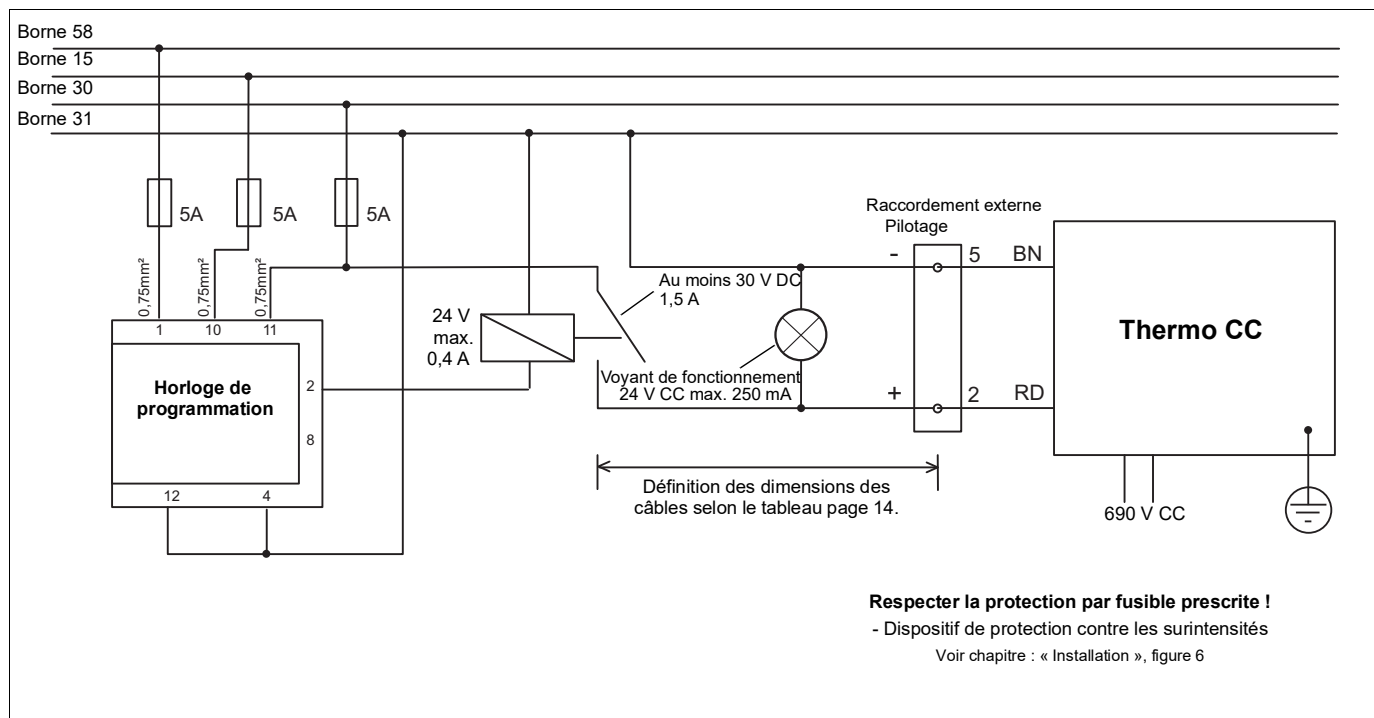 Borne 58
Borne 15
Borne 30
Borne 31
5A
5A
5A
0,75mm²
0,75mm²
0,75mm²
1
10
11
Horloge de
programmation
2
8
12
4
24 V
max.
0,4 A
Au moins 30 V DC
1,5 A
Voyant de fonctionnement
24 V CC max. 250 mA
Raccordement externe
Pilotage
-
5
BN
+
2
RD
Thermo CC
690 V CC
Définition des dimensions des
câbles selon le tableau page 14.
Respecter la protection par fusible prescrite !
- Dispositif de protection contre les surintensités
Voir chapitre : « Installation », figure 6